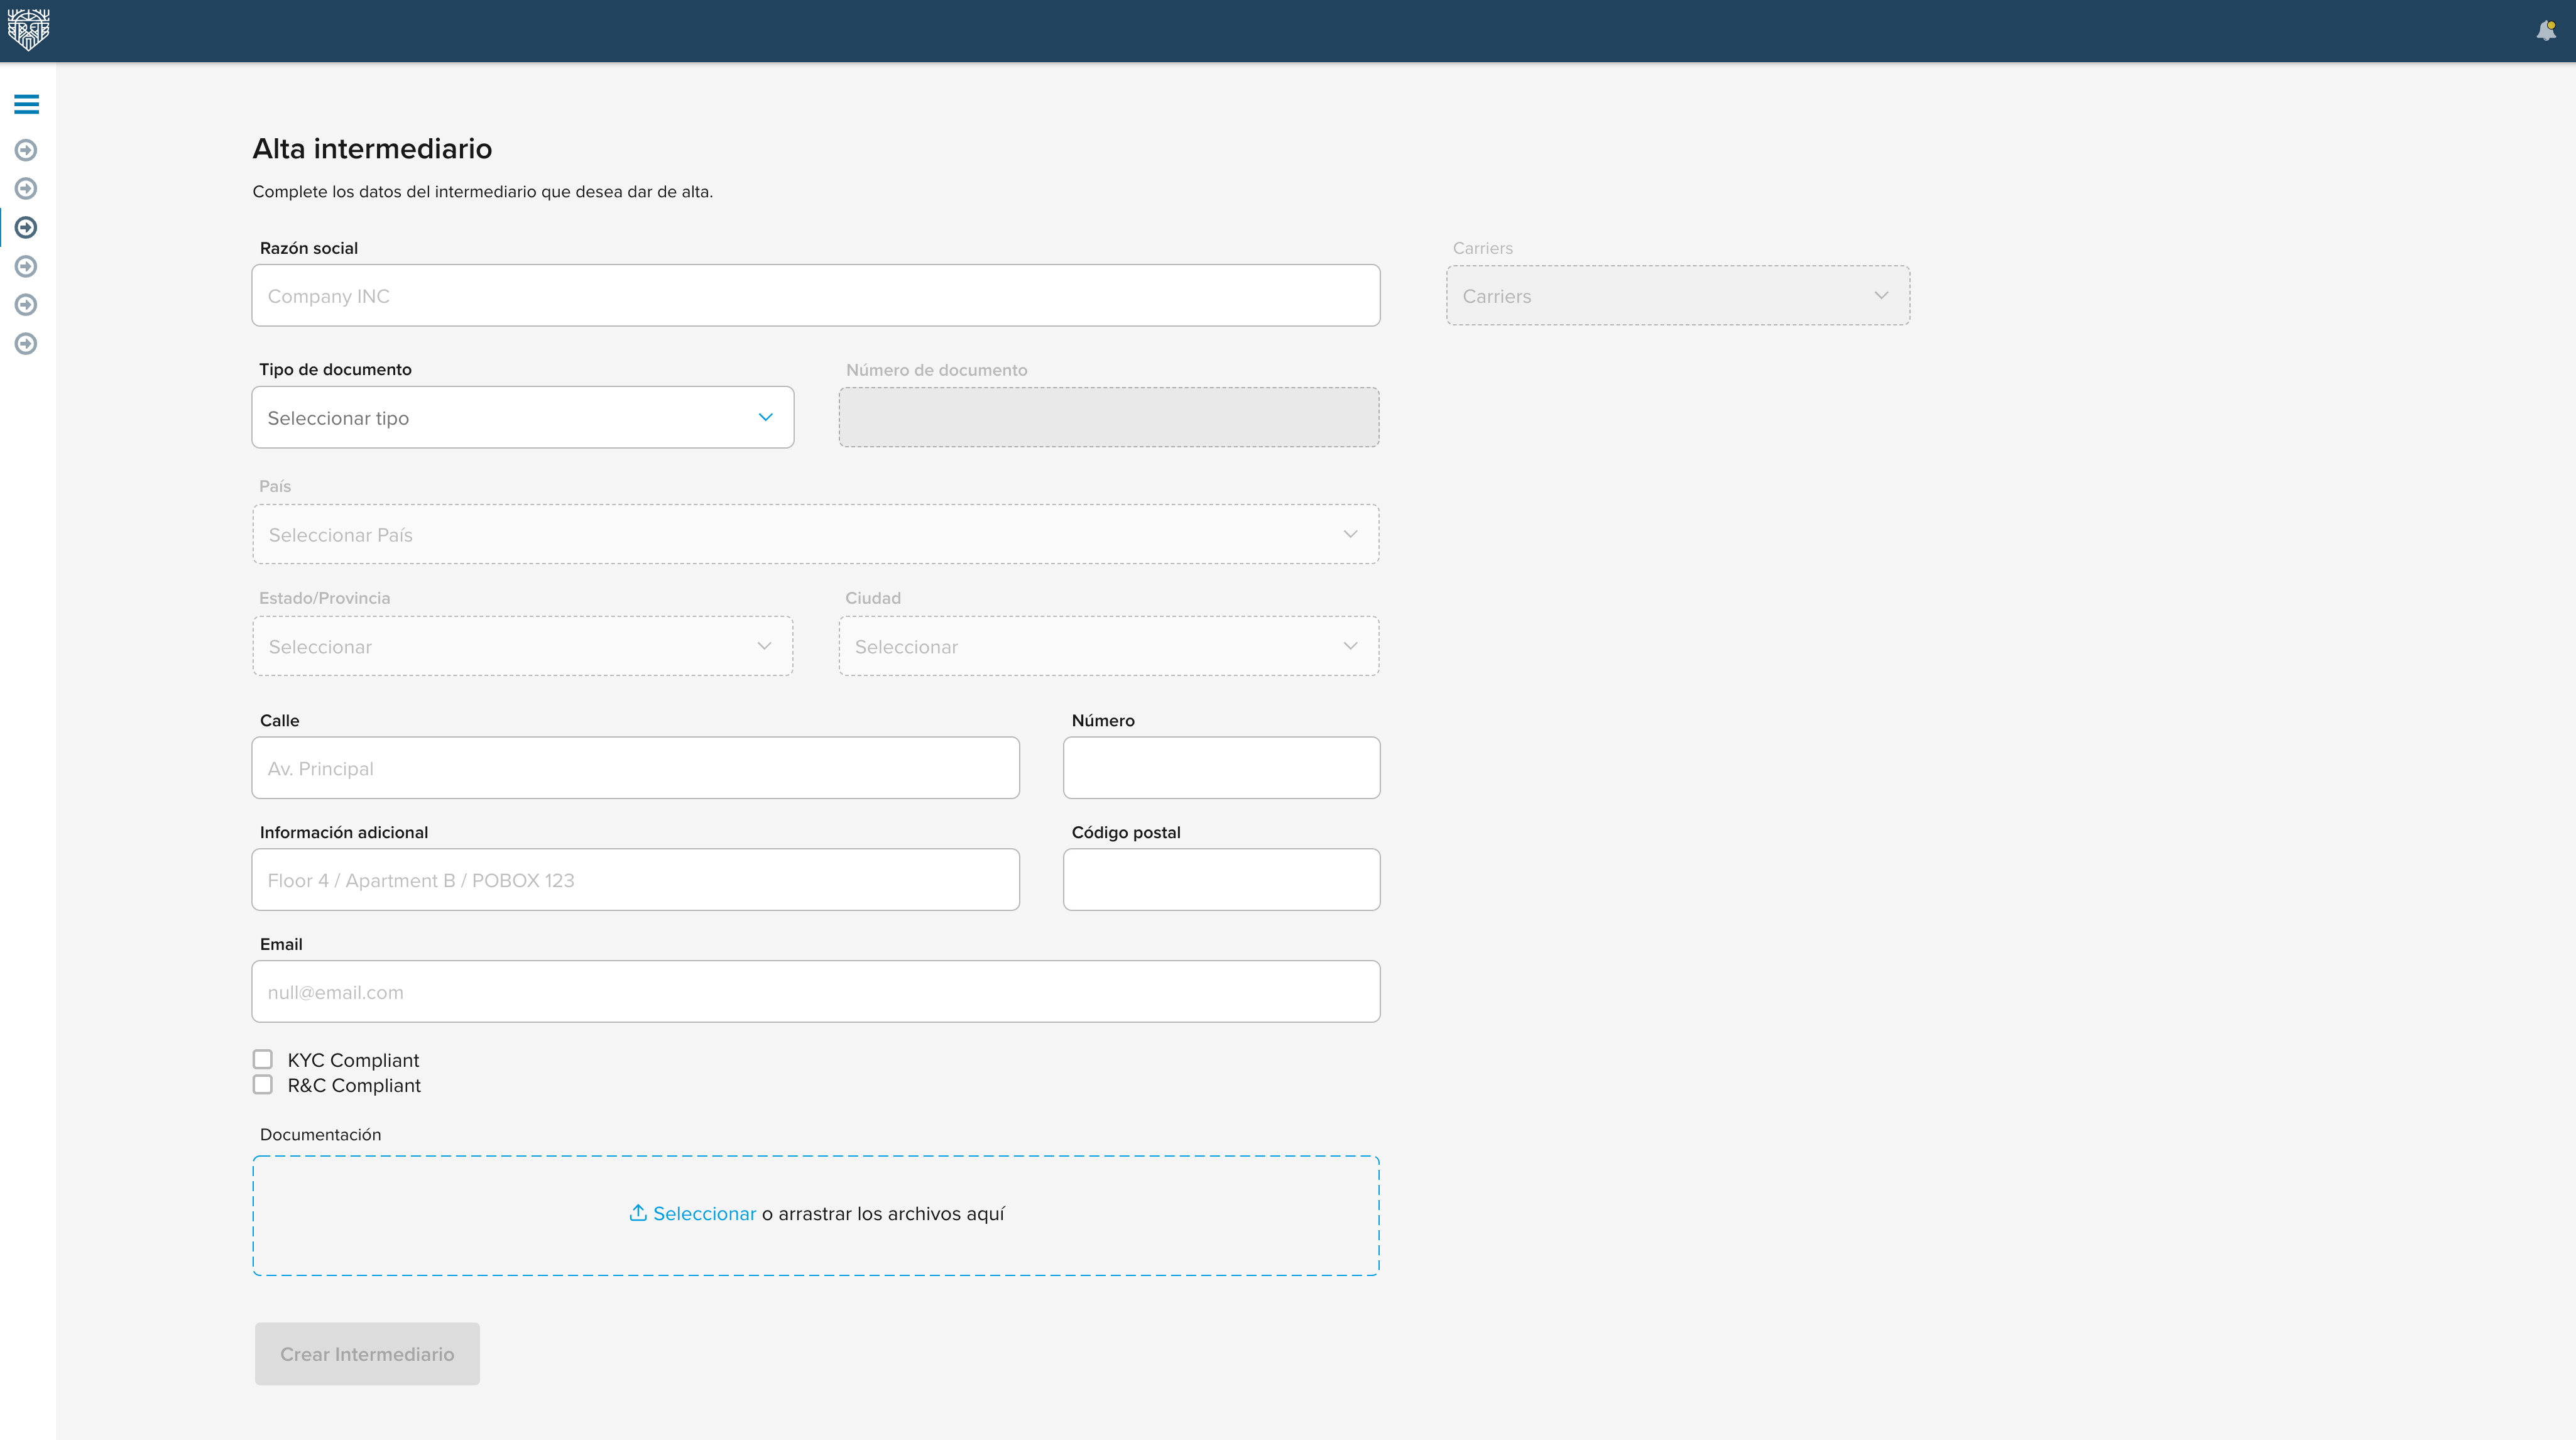 Alta intermediario
Complete los datos del intermediario que desea dar de alta.
Razón social
Company INC
Carriers
Carriers
Tipo de documento
Seleccionar tipo
Número de documento
País
Seleccionar País
Estado/Provincia
Seleccionar
Ciudad
Seleccionar
Calle
Av. Principal
Número
Información adicional
Floor 4 / Apartment B / POBOX 123
Código postal
Email
null@email.com
KYC Compliant
R&C Compliant
Documentación
Seleccionar o arrastrar los archivos aquí
Crear Intermediario